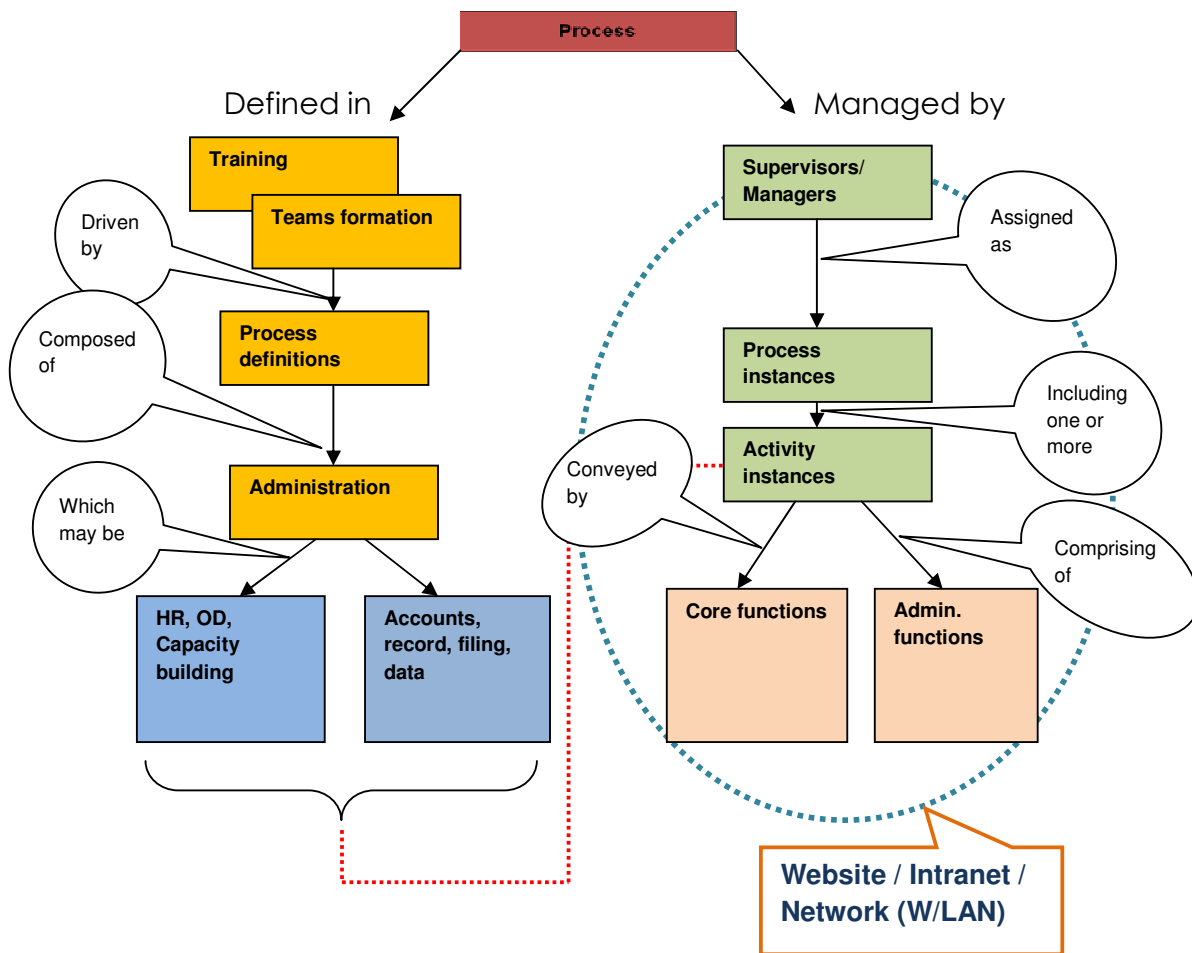 Process
Defined in
Managed by
Training
Teams formation
Driven
by
Process
definitions
Composed
of
Administration
Which
may be
HR, OD,
Capacity
building
Accounts,
record, filing,
data
Supervisors/
Managers
Assigned
as
Process
instances
Including
one or
more
Activity
instances
Conveyed
by
Comprising
of
Core functions
Admin.
functions
Website / Intranet /
Network (W/LAN)